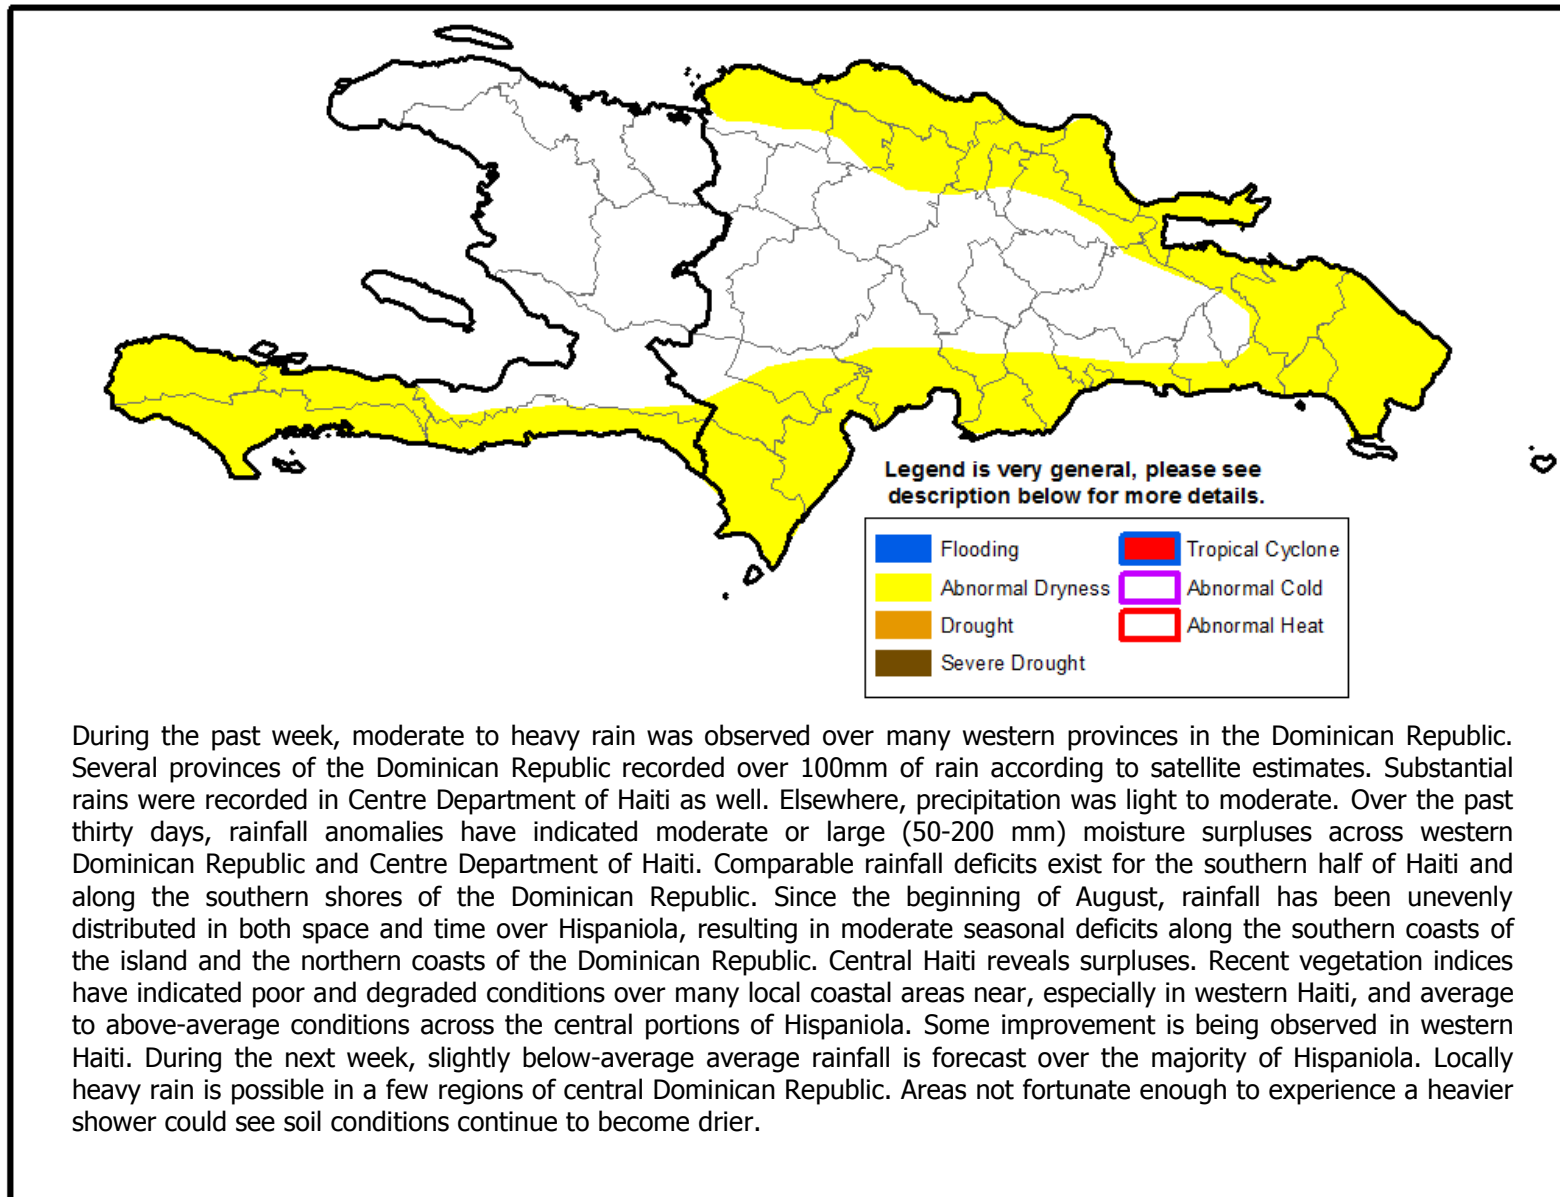 Legend is very general, please see
description below for more details.
Flooding
Tropical Cyclone
Abnormal Dryness
Abnormal Cold
Drought
Abnormal Heat
Severe Drought
During the past week, moderate to heavy rain was observed over many western provinces in the Dominican Republic.
Several provinces of the Dominican Republic recorded over 100mm of rain according to satellite estimates. Substantial
rains were recorded in Centre Department of Haiti as well. Elsewhere, precipitation was light to moderate. Over the past
thirty days, rainfall anomalies have indicated moderate or large (50-200 mm) moisture surpluses across western
Dominican Republic and Centre Department of Haiti. Comparable rainfall deficits exist for the southern half of Haiti and
along the southern shores of the Dominican Republic. Since the beginning of August, rainfall has been unevenly
distributed in both space and time over Hispaniola, resulting in moderate seasonal deficits along the southern coasts of
the island and the northern coasts of the Dominican Republic. Central Haiti reveals surpluses. Recent vegetation indices
have indicated poor and degraded conditions over many local coastal areas near, especially in western Haiti, and average
to above-average conditions across the central portions of Hispaniola. Some improvement is being observed in western
Haiti. During the next week, slightly below-average average rainfall is forecast over the majority of Hispaniola. Locally
heavy rain is possible in a few regions of central Dominican Republic. Areas not fortunate enough to experience a heavier
shower could see soil conditions continue to become drier.